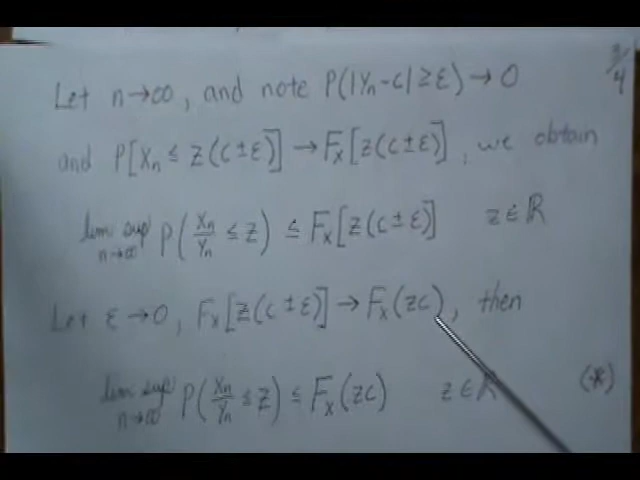 3/4
Let n→∞, and note P(|Yn - c| ≥ ε) → 0
and P[Xn ≤ z(c ± ε)] → Fx[z(c ± ε)], we obtain
lim sup n→∞ P(Xn/Yn ≤ z) ≤ Fx[z(c ± ε)] z ∈ ℝ
Let ε → 0, Fx[z(c ± ε)] → Fx(zc), then
lim sup n→∞ P(Xn/Yn ≤ z) ≤ Fx(zc) z ∈ ℝ (*)